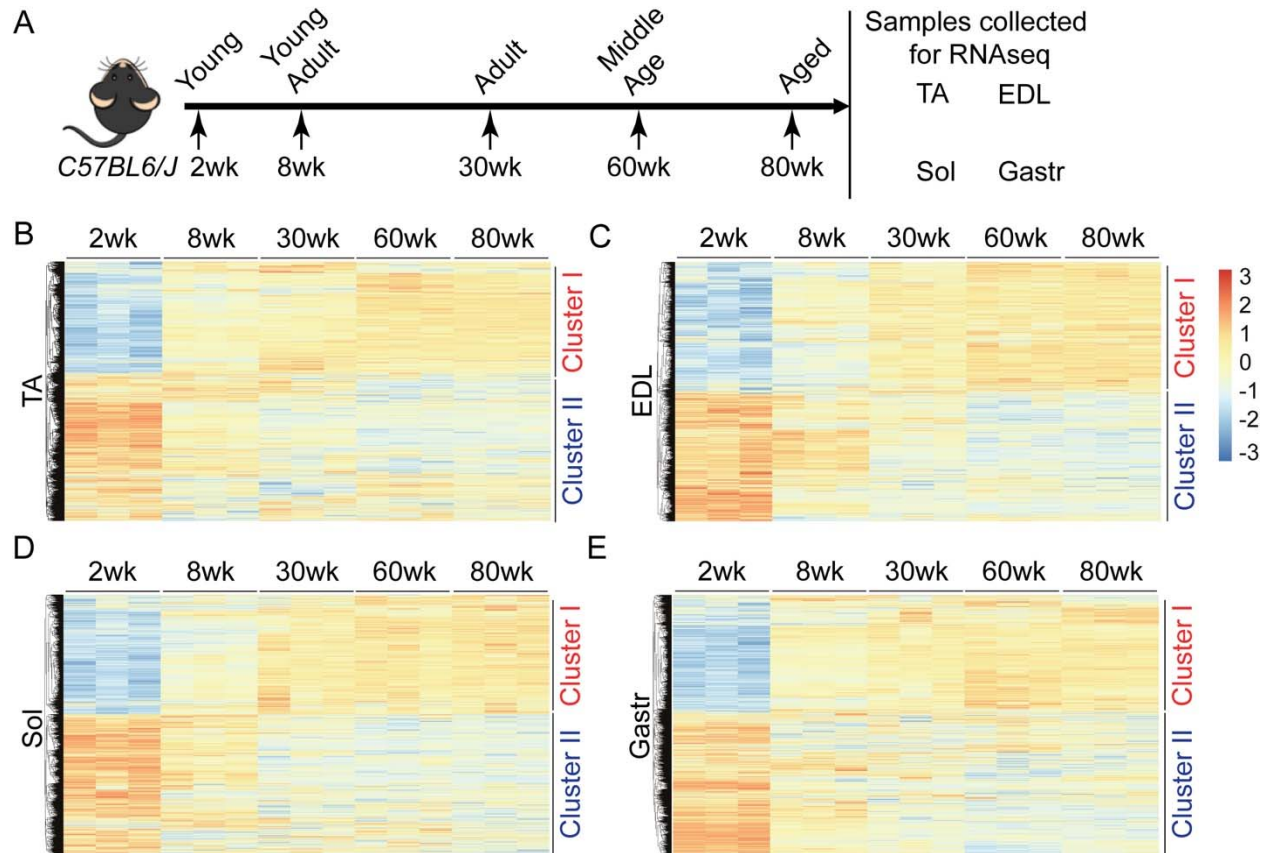 A
Young
Young
Adult
Adult
Middle
Age
Aged
C57BL6/J
2wk
8wk
30wk
60wk
80wk
Samples collected
for RNAseq
TA EDL
Sol Gastr
B
2wk 8wk 30wk 60wk 80wk
TA
Cluster I
Cluster II
C
2wk 8wk 30wk 60wk 80wk
EDL
Cluster I
Cluster II
3
2
1
0
-1
-2
-3
D
2wk 8wk 30wk 60wk 80wk
Sol
Cluster I
Cluster II
E
2wk 8wk 30wk 60wk 80wk
Gastr
Cluster I
Cluster II